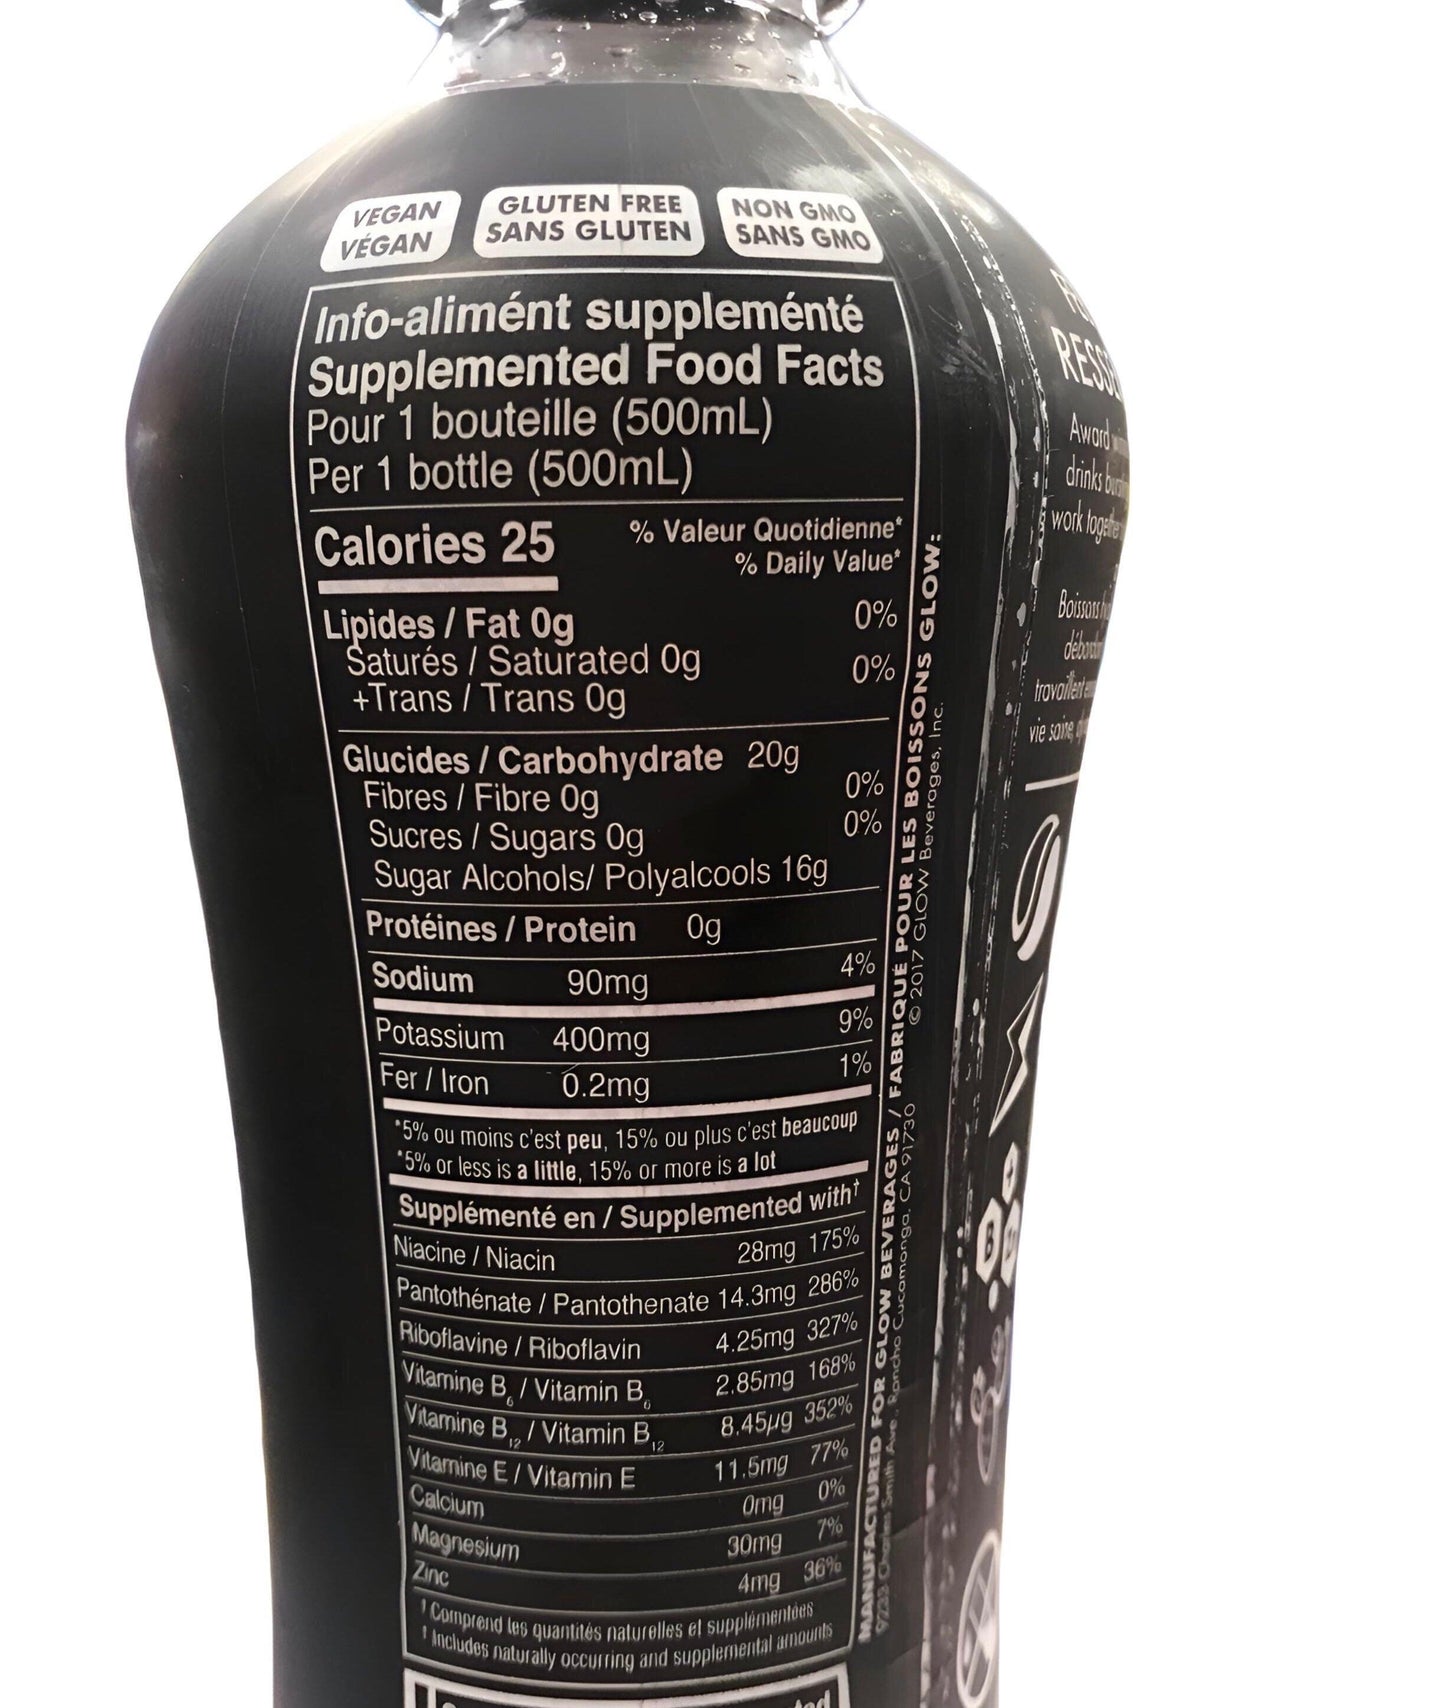 VEGAN
VÉGAN
GLUTEN FREE
SANS GLUTEN
NON GMO
SANS GMO
Info-alimént suppleménté
Supplemented Food Facts
Pour 1 bouteille (500mL)
Per 1 bottle (500mL)
Calories 25
% Valeur Quotidienne*
% Daily Value*
Lipides / Fat 0g 0%
Saturés / Saturated 0g 0%
+Trans / Trans 0g
Glucides / Carbohydrate 20g
Fibres / Fibre 0g 0%
Sucres / Sugars 0g 0%
Sugar Alcohols/ Polyalcools 16g
Protéines / Protein 0g
Sodium 90mg 4%
Potassium 400mg 9%
Fer / Iron 0.2mg 1%
*5% ou moins c'est peu, 15% ou plus c'est beaucoup
*5% or less is a little, 15% or more is a lot
Supplémenté en / Supplemented with†
Niacine / Niacin 28mg 175%
Pantothénate / Pantothenate 14.3mg 286%
Riboflavine / Riboflavin 4.25mg 327%
Vitamine B6 / Vitamin B6 2.85mg 168%
Vitamine B12 / Vitamin B12 8.45µg 352%
Vitamine E / Vitamin E 11.5mg 77%
Calcium 0mg 0%
Magnesium 30mg 7%
Zinc 4mg 36%
† Comprend les quantités naturelles et supplémentées
† Includes naturally occurring and supplemental amounts
MANUFACTURED FOR GLOW BEVERAGES / FABRIQUÉ POUR LES BOISSONS GLOW:
9233 Charles Smith Ave., Rancho Cucamonga, CA 91730 © 2017 GLOW Beverages, Inc.
Award
drinks
work together
Boissons
travaillent
vie saine,
B